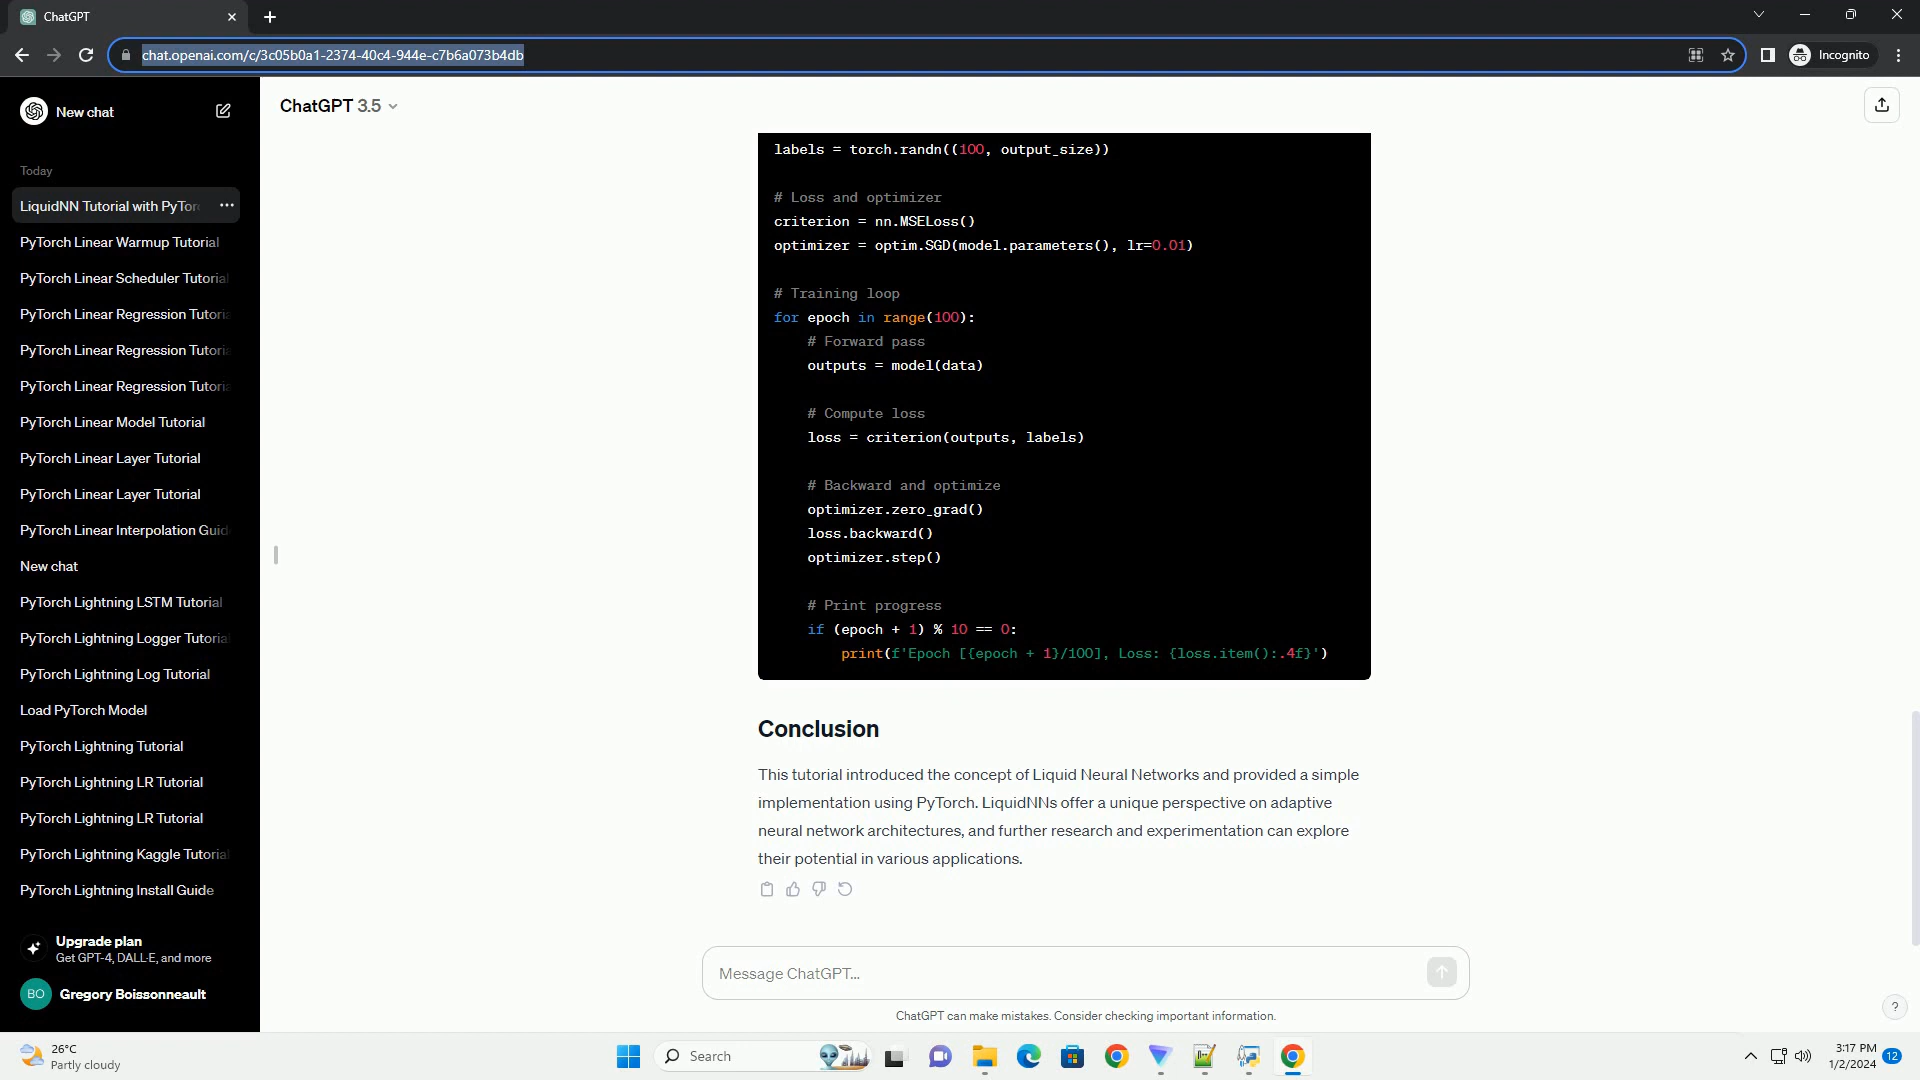 ChatGPT
chat.openai.com/c/3c05b0a1-2374-40c4-944e-c7b6a073b4db
Incognito
New chat
Today
LiquidNN Tutorial with PyTorc
PyTorch Linear Warmup Tutorial
PyTorch Linear Scheduler Tutorial
PyTorch Linear Regression Tutoria
PyTorch Linear Regression Tutoria
PyTorch Linear Regression Tutoria
PyTorch Linear Model Tutorial
PyTorch Linear Layer Tutorial
PyTorch Linear Layer Tutorial
PyTorch Linear Interpolation Guide
New chat
PyTorch Lightning LSTM Tutorial
PyTorch Lightning Logger Tutorial
PyTorch Lightning Log Tutorial
Load PyTorch Model
PyTorch Lightning Tutorial
PyTorch Lightning LR Tutorial
PyTorch Lightning LR Tutorial
PyTorch Lightning Kaggle Tutorial
PyTorch Lightning Install Guide
Upgrade plan
Get GPT-4, DALL·E, and more
BO Gregory Boissonneault
ChatGPT 3.5
labels = torch.randn((100, output_size))
# Loss and optimizer
criterion = nn.MSELoss()
optimizer = optim.SGD(model.parameters(), lr=0.01)
# Training loop
for epoch in range(100):
# Forward pass
outputs = model(data)
# Compute loss
loss = criterion(outputs, labels)
# Backward and optimize
optimizer.zero_grad()
loss.backward()
optimizer.step()
# Print progress
if (epoch + 1) % 10 == 0:
print(f'Epoch [{epoch + 1}/100], Loss: {loss.item():.4f}')
Conclusion
This tutorial introduced the concept of Liquid Neural Networks and provided a simple
implementation using PyTorch. LiquidNNs offer a unique perspective on adaptive
neural network architectures, and further research and experimentation can explore
their potential in various applications.
Message ChatGPT...
ChatGPT can make mistakes. Consider checking important information.
?
26°C
Partly cloudy
Search
3:17 PM
1/2/2024
12